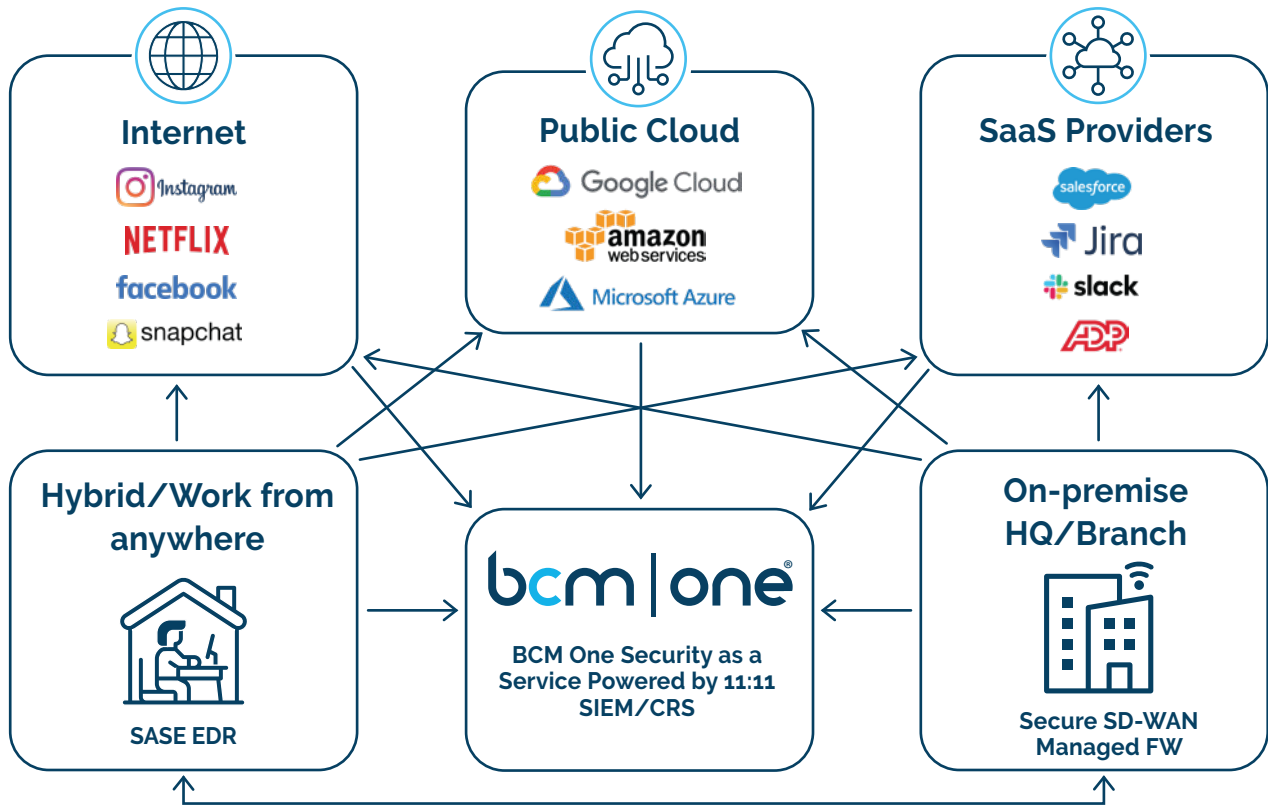 Internet
Instagram
NETFLIX
facebook
snapchat
Public Cloud
Google Cloud
amazon
webservices
Microsoft Azure
SaaS Providers
salesforce
Jira
slack
ADP
Hybrid/Work from
anywhere
SASE EDR
bcm|one®
BCM One Security as a
Service Powered by 11:11
SIEM/CRS
On-premise
HQ/Branch
Secure SD-WAN
Managed FW